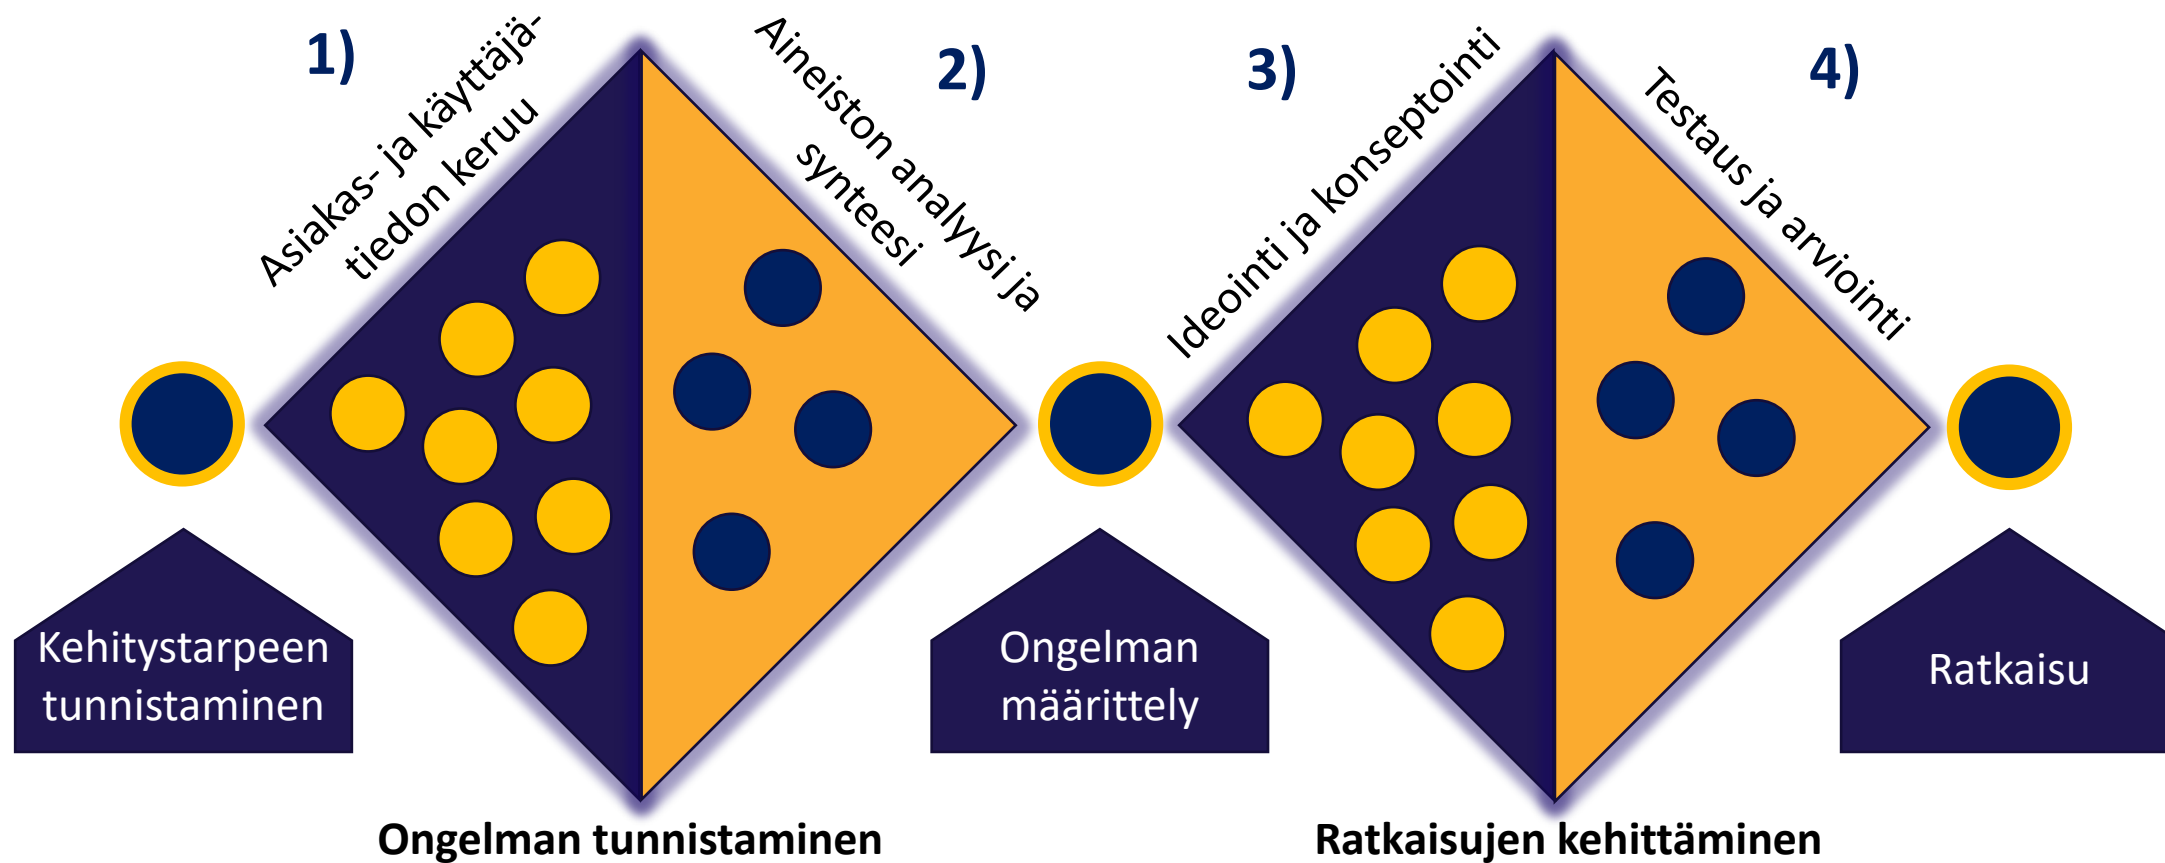 1)
Asiakas- ja käyttäjä-
tiedon keruu
Aineiston analyysi ja
synteesi
2)
3)
Ideointi ja konseptointi
Testaus ja arviointi
4)
Kehitystarpeen
tunnistaminen
Ongelman
määrittely
Ratkaisu
Ongelman tunnistaminen
Ratkaisujen kehittäminen